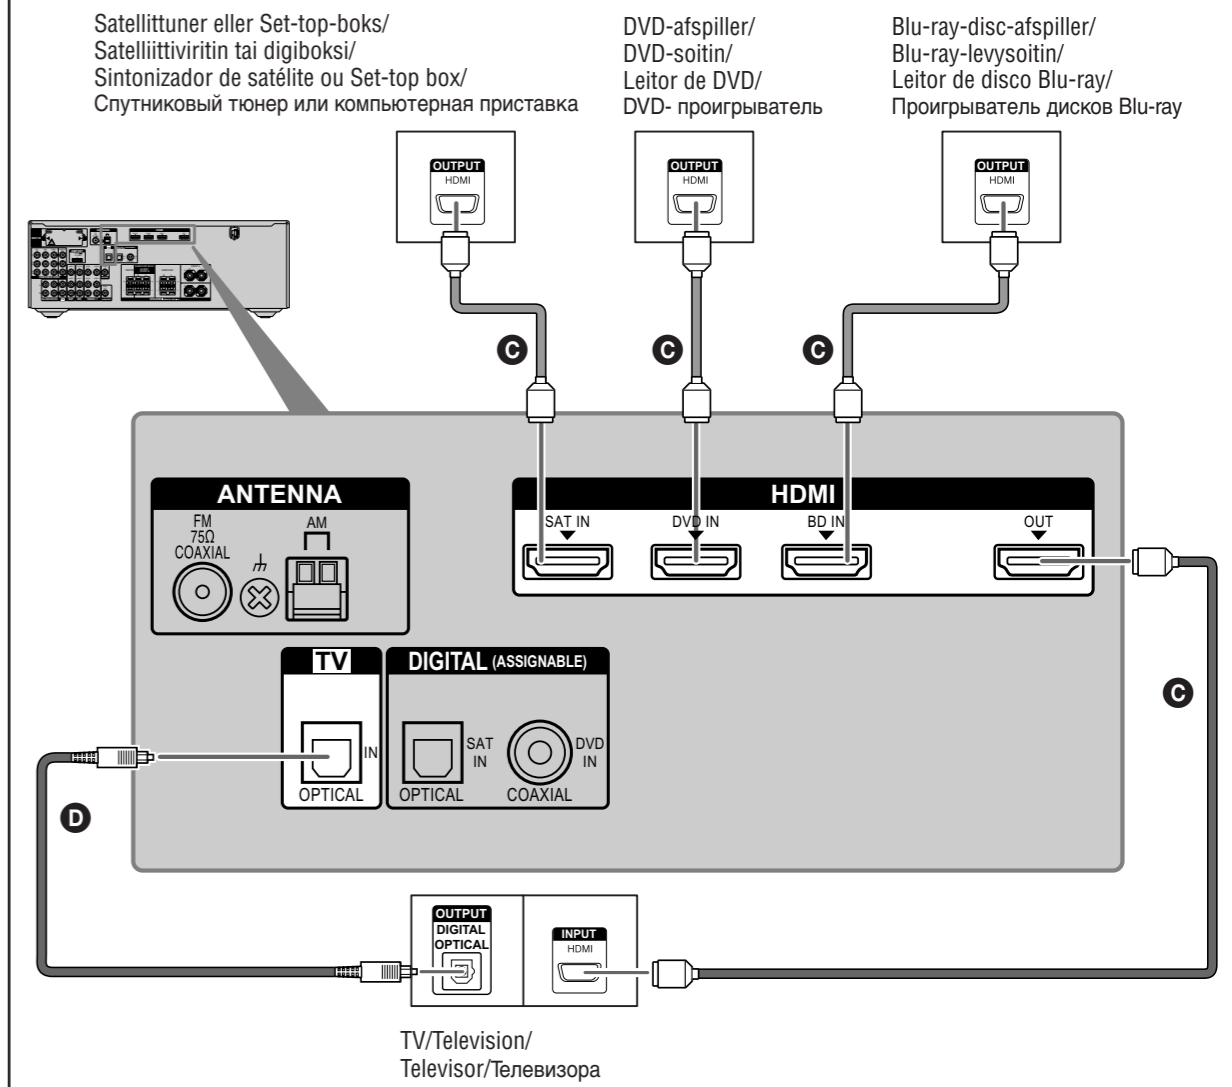 Satellittuner eller Set-top-boks/
Satelliittiviritin tai digiboksi/
Sintonizador de satélite ou Set-top box/
Спутниковый тюнер или компьютерная приставка
DVD-afspiller/
DVD-soitin/
Leitor de DVD/
DVD- проигрыватель
Blu-ray-disc-afspiller/
Blu-ray-levysoitin/
Leitor de disco Blu-ray/
Проигрыватель дисков Blu-ray
OUTPUT
HDMI
OUTPUT
HDMI
OUTPUT
HDMI
C
C
C
ANTENNA
FM
75Ω
COAXIAL
AM
HDMI
SAT IN
DVD IN
BD IN
OUT
TV
IN
OPTICAL
DIGITAL (ASSIGNABLE)
SAT
IN
OPTICAL
DVD
IN
COAXIAL
C
D
OUTPUT
DIGITAL
OPTICAL
INPUT
HDMI
TV/Television/
Televisor/Телевизора